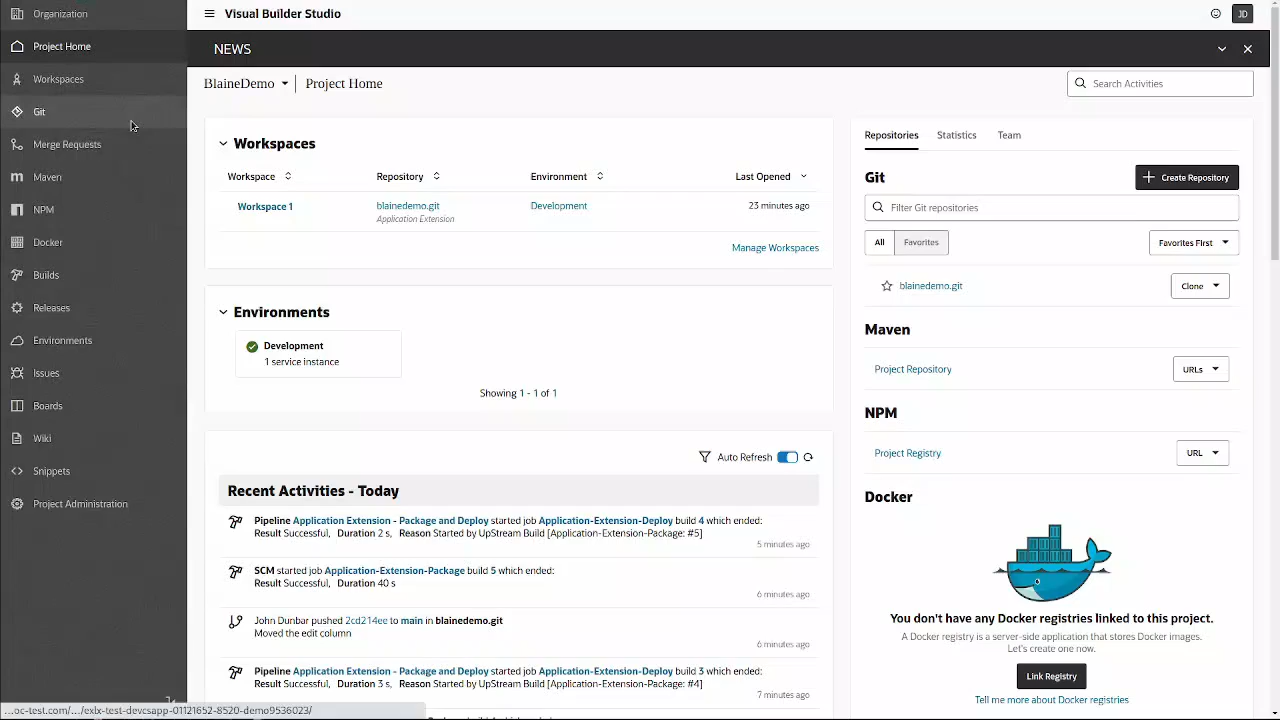 Organization
Project Home
Workspaces
Git
Merge Requests
Maven
NPM
Docker
Builds
Releases
Environments
Issues
Boards
Wiki
Snippets
Project Administration
Visual Builder Studio
JD
NEWS
BlaineDemo
Project Home
Search Activities
Workspaces
Workspace Repository Environment Last Opened
Workspace 1 blainedemo.git Development 23 minutes ago
Application Extension
Manage Workspaces
Environments
Development
1 service instance
Showing 1 - 1 of 1
Auto Refresh
Recent Activities - Today
Pipeline Application Extension - Package and Deploy started job Application-Extension-Deploy build 4 which ended:
Result Successful, Duration 2 s, Reason Started by UpStream Build [Application-Extension-Package: #5]
5 minutes ago
SCM started job Application-Extension-Package build 5 which ended:
Result Successful, Duration 40 s
6 minutes ago
John Dunbar pushed 2cd214ee to main in blainedemo.git
Moved the edit column
6 minutes ago
Pipeline Application Extension - Package and Deploy started job Application-Extension-Deploy build 3 which ended:
Result Successful, Duration 3 s, Reason Started by UpStream Build [Application-Extension-Package: #4]
7 minutes ago
Repositories Statistics Team
Git
Create Repository
Filter Git repositories
All Favorites
Favorites First
blainedemo.git
Clone
Maven
Project Repository
URLs
NPM
Project Registry
URL
Docker
You don't have any Docker registries linked to this project.
A Docker registry is a server-side application that stores Docker images.
Let's create one now.
Link Registry
Tell me more about Docker registries
...oc-test.com/.../exlx-test-devcsapp-01121652-8520-demo9536023/